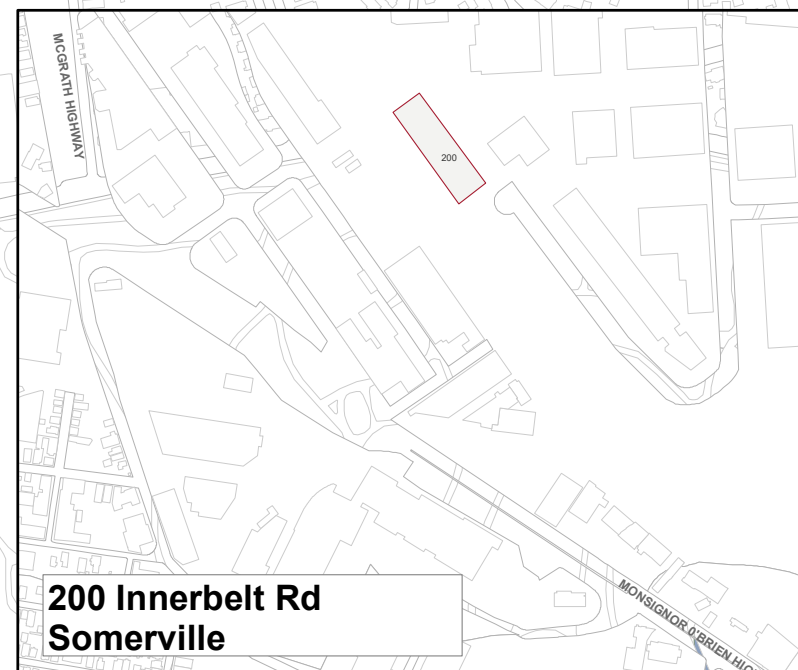 MCGRATH HIGHWAY
200
MONSIGNOR O'BRIEN HIG
200 Innerbelt Rd
Somerville